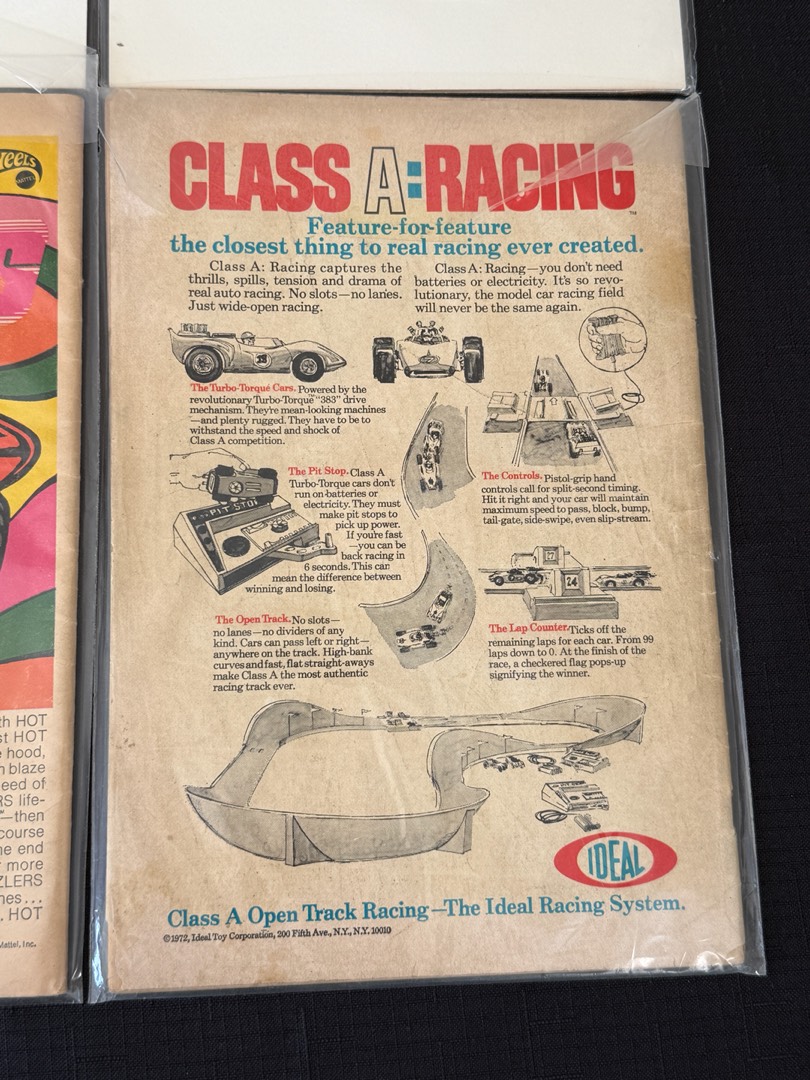 CLASS A:RACING™
Feature-for-feature
the closest thing to real racing ever created.
Class A: Racing captures the
thrills, spills, tension and drama of
real auto racing. No slots—no lanes.
Just wide-open racing.
Class A: Racing—you don't need
batteries or electricity. It's so revo-
lutionary, the model car racing field
will never be the same again.
The Turbo-Torque Cars. Powered by the
revolutionary Turbo-Torque™ "383" drive
mechanism. They're mean-looking machines
—and plenty rugged. They have to be to
withstand the speed and shock of
Class A competition.
The Pit Stop. Class A
Turbo-Torque cars don't
run on batteries or
electricity. They must
make pit stops to
pick up power.
If you're fast
—you can be
back racing in
6 seconds. This can
mean the difference between
winning and losing.
PIT STOP
The Controls. Pistol-grip hand
controls call for split-second timing.
Hit it right and your car will maintain
maximum speed to pass, block, bump,
tail-gate, side-swipe, even slip-stream.
24
The Open Track. No slots—
no lanes—no dividers of any
kind. Cars can pass left or right—
anywhere on the track. High-bank
curves and fast, flat straight-aways
make Class A the most authentic
racing track ever.
The Lap Counter. Ticks off the
remaining laps for each car. From 99
laps down to 0. At the finish of the
race, a checkered flag pops-up
signifying the winner.
IDEAL
Class A Open Track Racing—The Ideal Racing System.
©1972, Ideal Toy Corporation, 200 Fifth Ave., N.Y., N.Y. 10010
MATTEL
HOT
HOT
hood,
blaze
of
life-
—then
course
end
more
...
. HOT
Mattel, Inc.